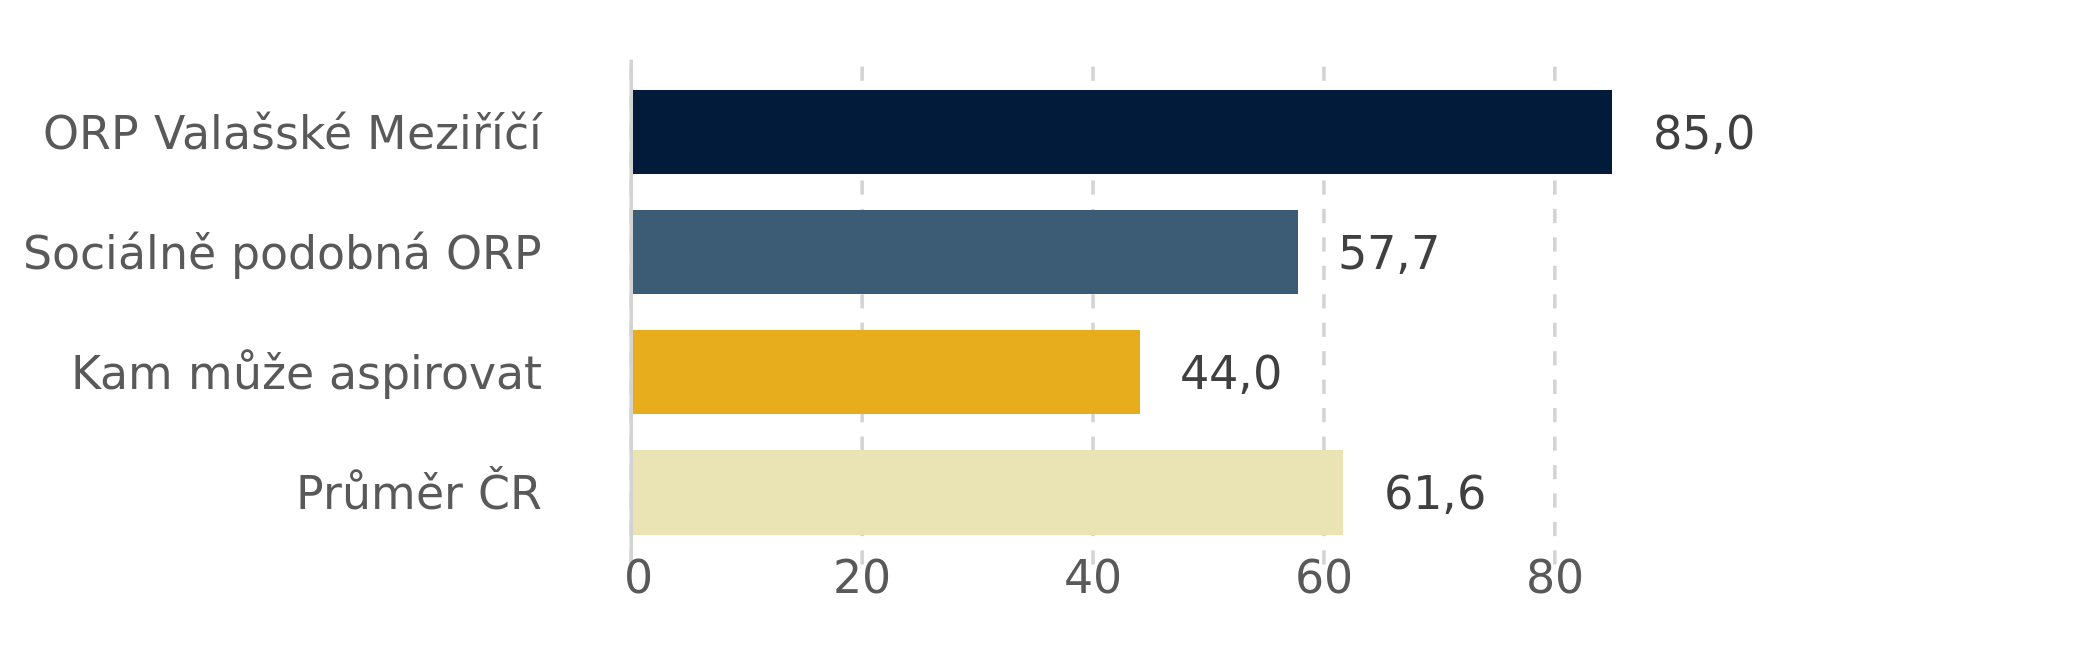 ORP Valašské Meziříčí 85,0
Sociálně podobná ORP 57,7
Kam může aspirovat 44,0
Průměr ČR 61,6
0 20 40 60 80